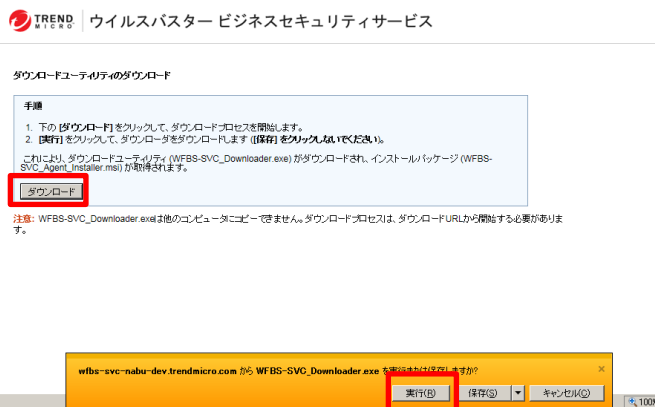 TREND MICRO ウイルスバスター ビジネスセキュリティサービス
ダウンロードユーティリティのダウンロード
手順
1. 下の [ダウンロード] をクリックして、ダウンロードプロセスを開始します。
2. [実行] をクリックして、ダウンローダをダウンロードします ([保存] をクリックしないでください)。
これにより、ダウンロードユーティリティ (WFBS-SVC_Downloader.exe) がダウンロードされ、インストールパッケージ (WFBS-
SVC_Agent_Installer.msi) が取得されます。
ダウンロード
注意: WFBS-SVC_Downloader.exeは他のコンピュータにコピーできません。ダウンロードプロセスは、ダウンロードURLから開始する必要がありま
す。
wfbs-svc-nabu-dev.trendmicro.com から WFBS-SVC_Downloader.exe を実行または保存しますか?
×
実行(R) 保存(S) ▼ キャンセル(C)
100%